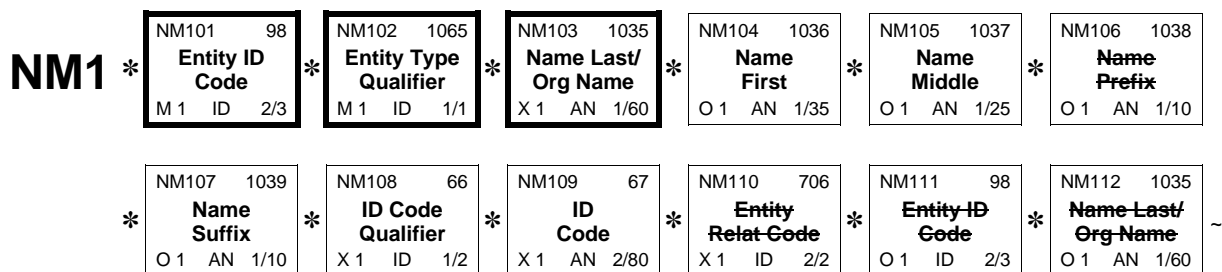 NM101 98 NM102 1065 NM103 1035 NM104 1036 NM105 1037 NM106 1038
NM1 * Entity ID * Entity Type * Name Last/ * Name * Name * Name
Code Qualifier Org Name First Middle Prefix
M 1 ID 2/3 M 1 ID 1/1 X 1 AN 1/60 O 1 AN 1/35 O 1 AN 1/25 O 1 AN 1/10
NM107 1039 NM108 66 NM109 67 NM110 706 NM111 98 NM112 1035
* Name * ID Code * ID * Entity * Entity ID * Name Last/ ~
Suffix Qualifier Code Relat Code Code Org Name
O 1 AN 1/10 X 1 ID 1/2 X 1 AN 2/80 X 1 ID 2/2 O 1 ID 2/3 O 1 AN 1/60